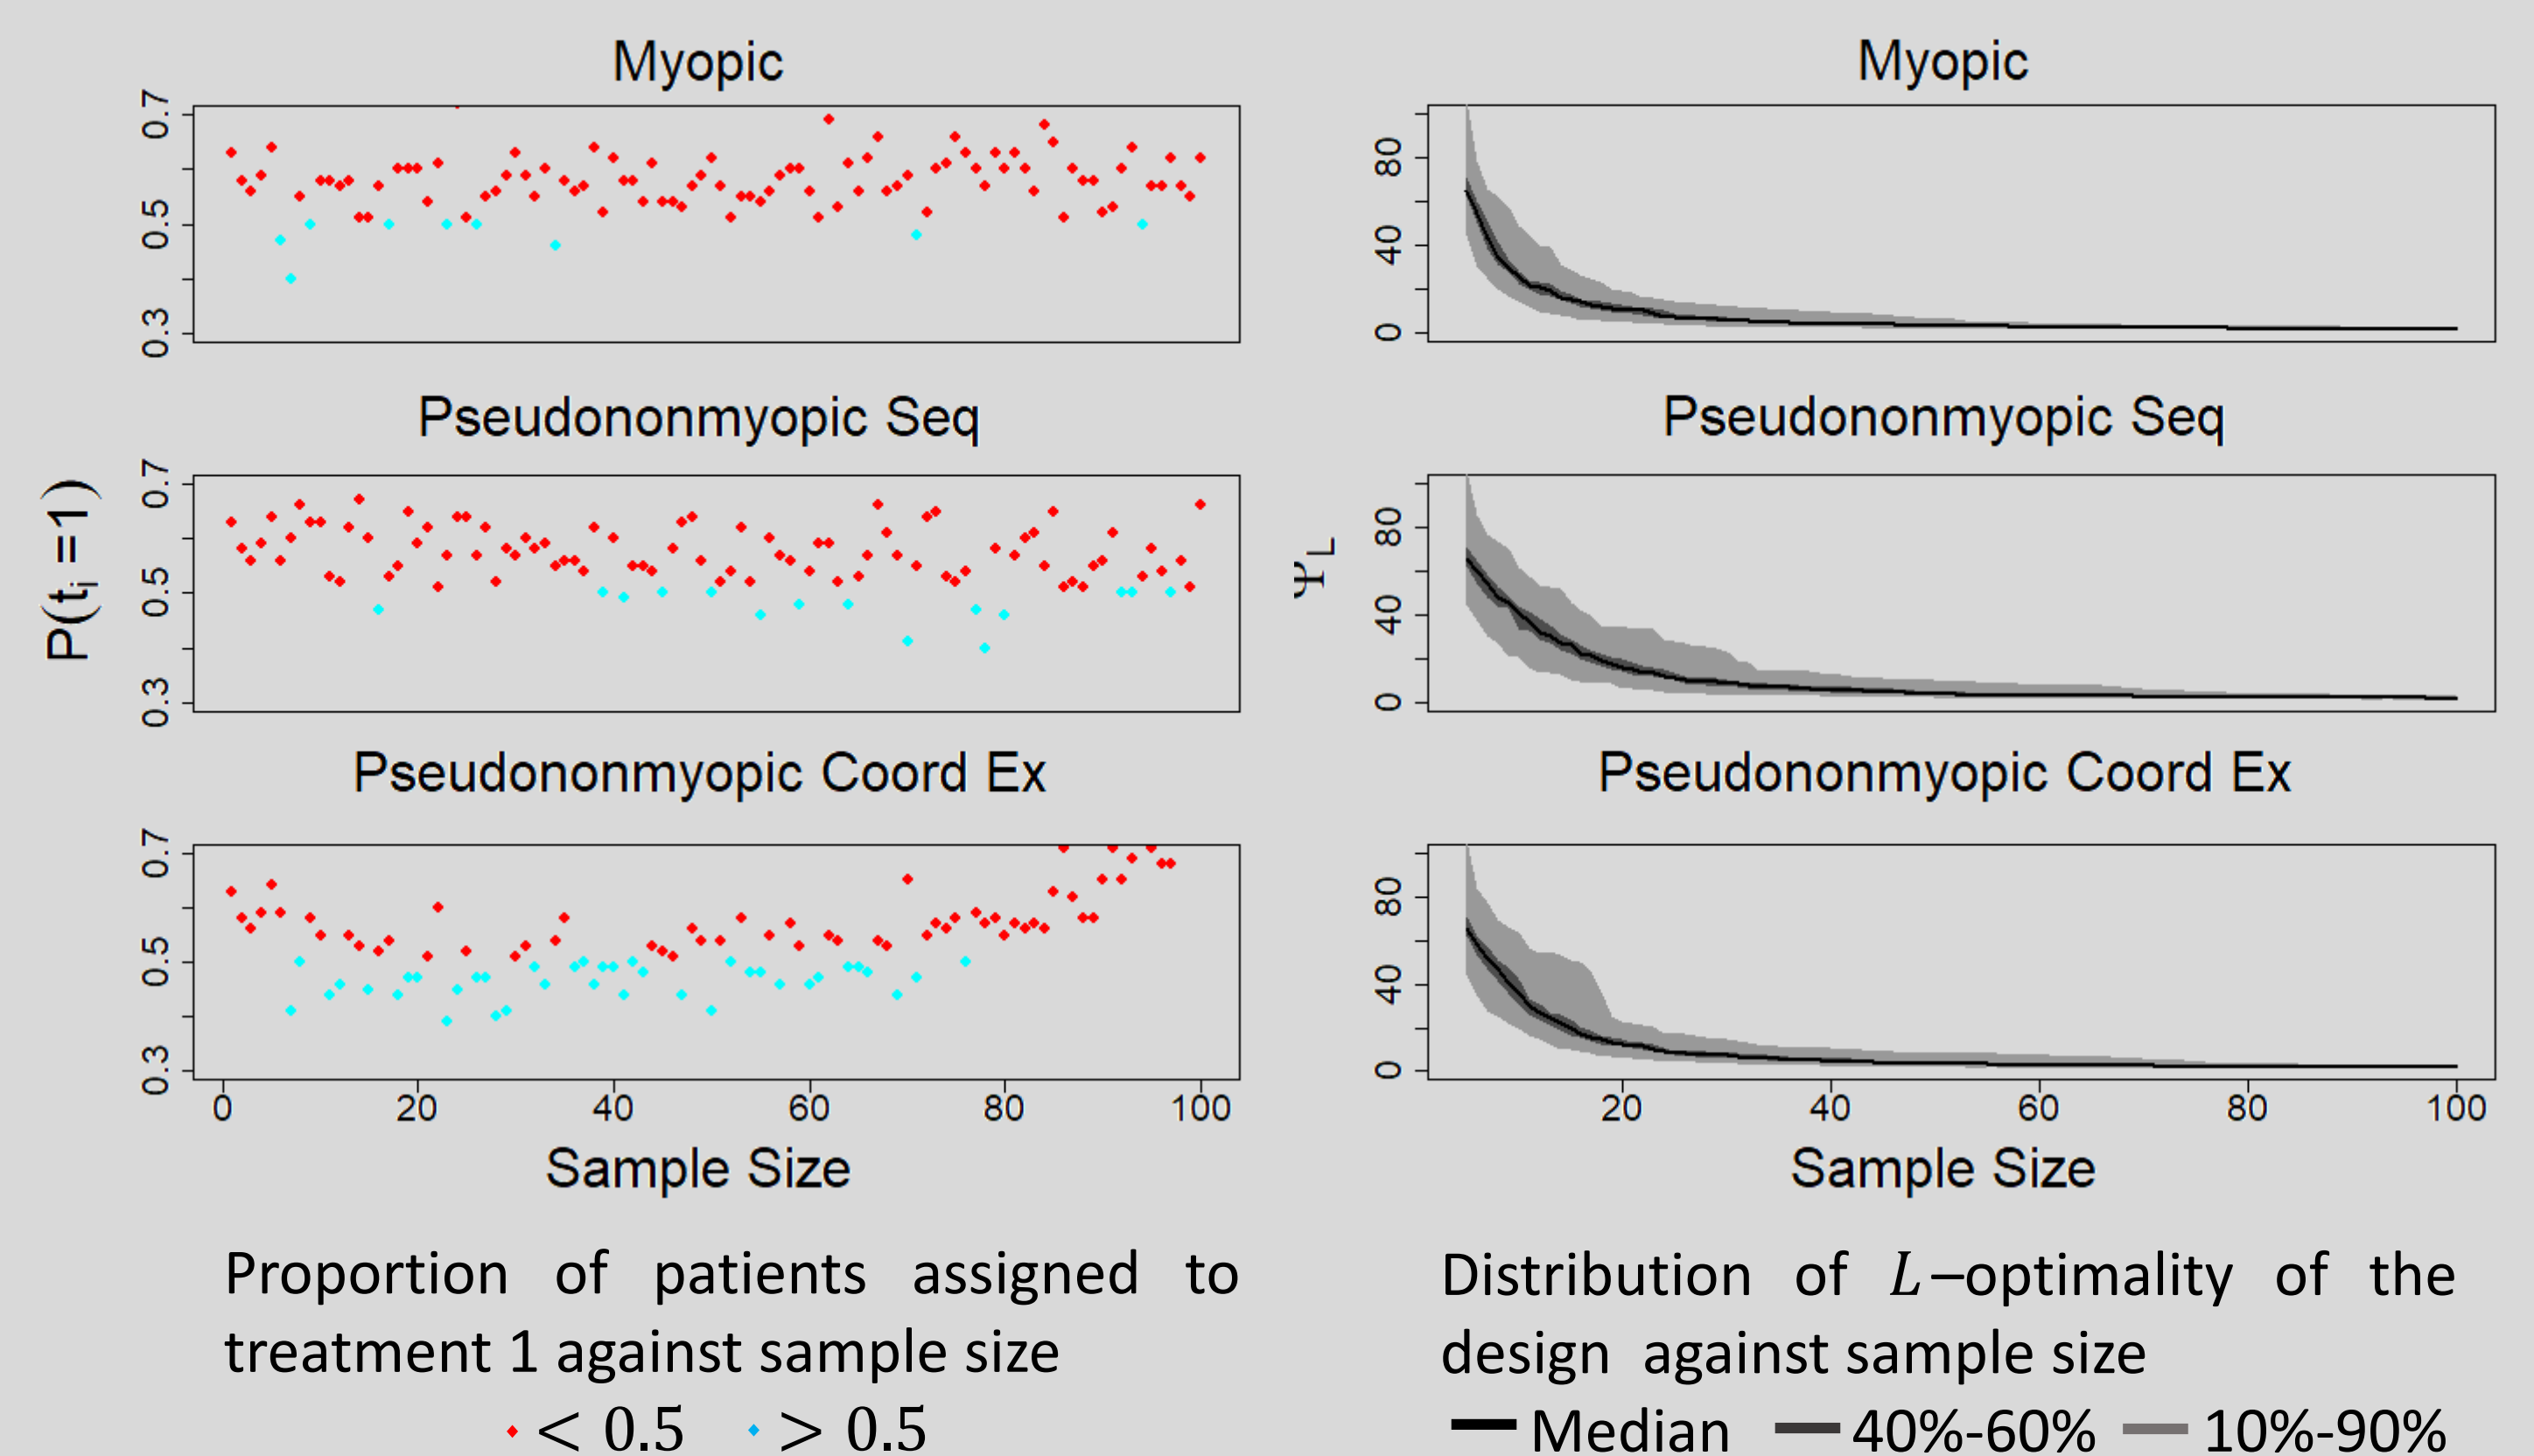 Myopic
0.7
0.5
0.3
Pseudononmyopic Seq
0.7
0.5
0.3
P(ti =1)
Pseudononmyopic Coord Ex
0.7
0.5
0.3
0 20 40 60 80 100
Sample Size
Proportion of patients assigned to
treatment 1 against sample size
< 0.5 > 0.5
Myopic
80
40
0
Pseudononmyopic Seq
80
40
0
ΨL
Pseudononmyopic Coord Ex
80
40
0
20 40 60 80 100
Sample Size
Distribution of L–optimality of the
design against sample size
Median 40%-60% 10%-90%